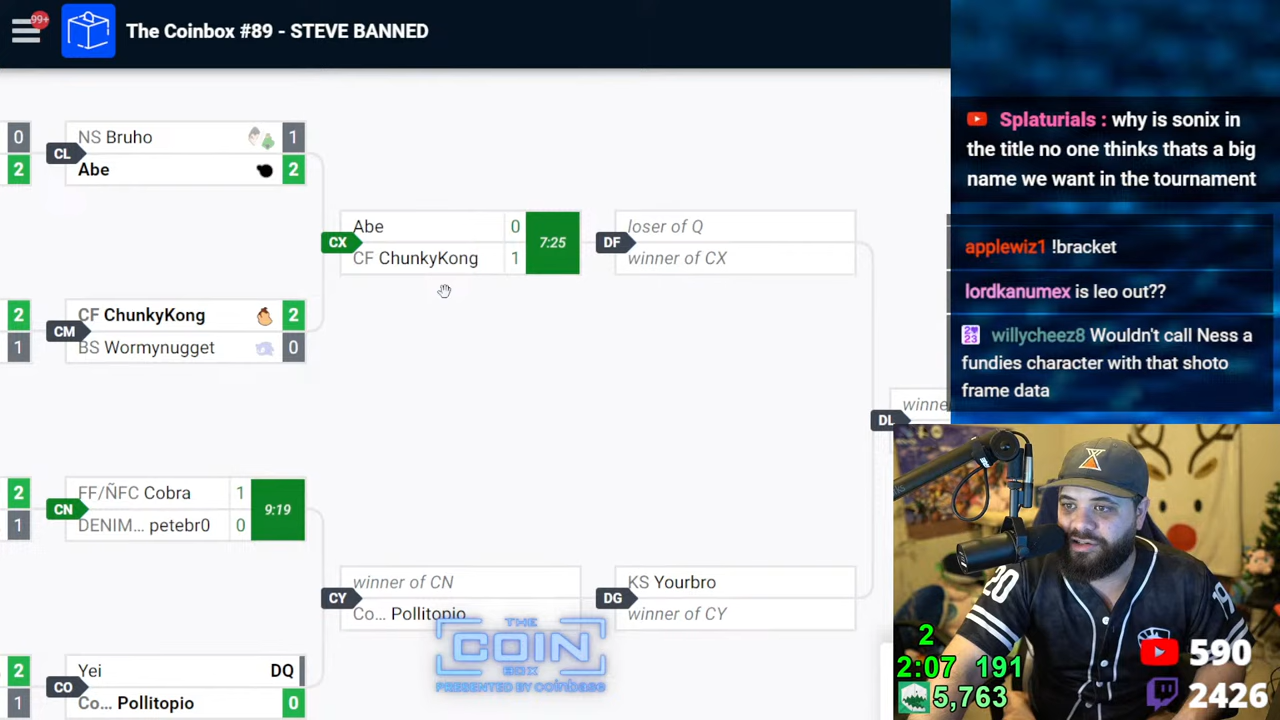 99+
The Coinbox #89 - STEVE BANNED
0
2
CL
NS Bruho 1
Abe 2
CX
Abe 0
CF ChunkyKong 1
7:25
DF
loser of Q
winner of CX
2
1
CM
CF ChunkyKong 2
BS Wormynugget 0
DL
2
1
CN
FF/ÑFC Cobra 1
DENIM... petebr0 0
9:19
CY
winner of CN
Co... Pollitopio
DG
KS Yourbro
winner of CY
2
1
CO
Yei DQ
Co... Pollitopio 0
THE
COIN
BOX
PRESENTED BY coinbase
Splaturials : why is sonix in
the title no one thinks thats a big
name we want in the tournament
applewiz1 !bracket
lordkanumex is leo out??
willycheez8 Wouldn't call Ness a
fundies character with that shoto
frame data
20
19
2
2:07 191
5,763
590
2426